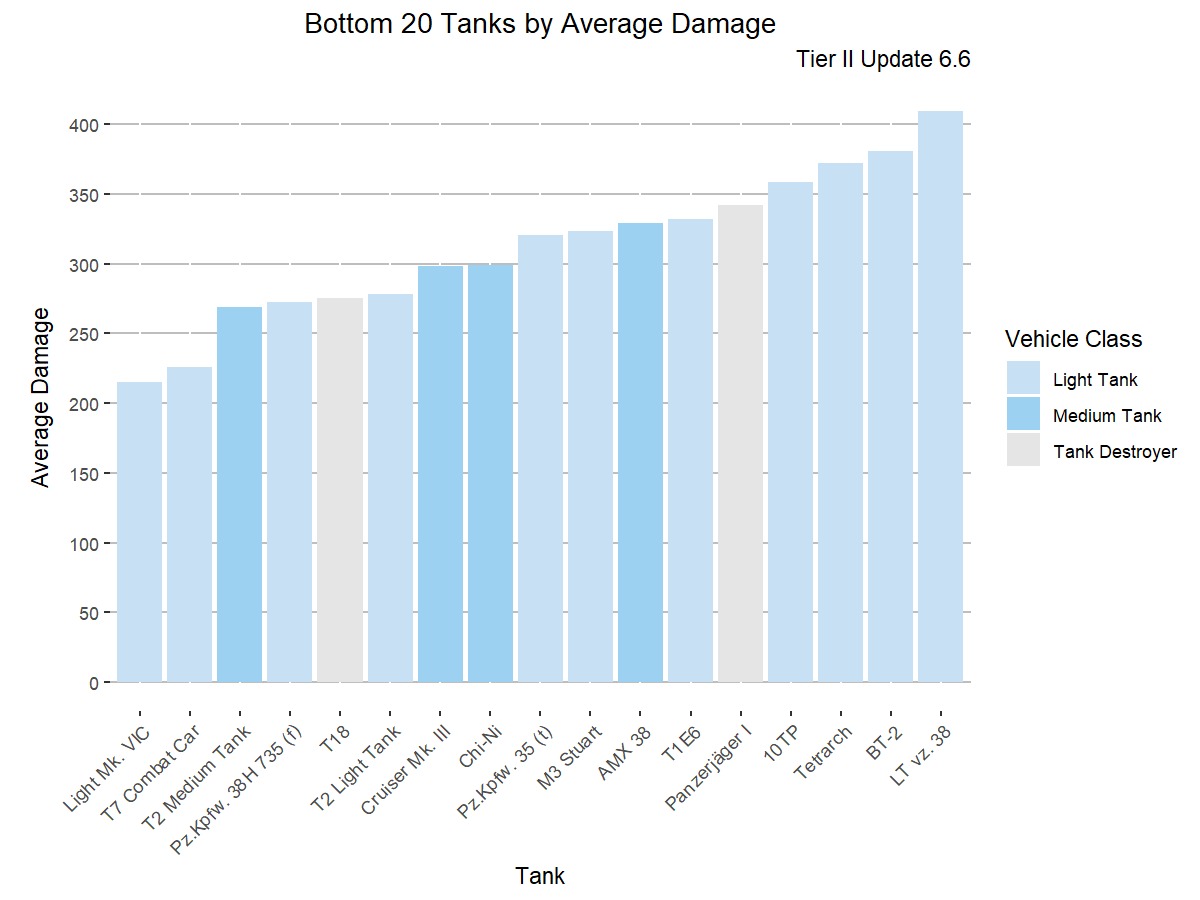 Bottom 20 Tanks by Average Damage
Tier II Update 6.6
Average Damage
400
350
300
250
200
150
100
50
0
Light Mk. VIC
T7 Combat Car
T2 Medium Tank
Pz.Kpfw. 38H 735 (f)
T18
T2 Light Tank
Cruiser Mk. III
Chi-Ni
Pz.Kpfw. 35 (t)
M3 Stuart
AMX 38
T1E6
Panzerjäger I
10TP
Tetrarch
BT-2
LT vz. 38
Tank
Vehicle Class
Light Tank
Medium Tank
Tank Destroyer